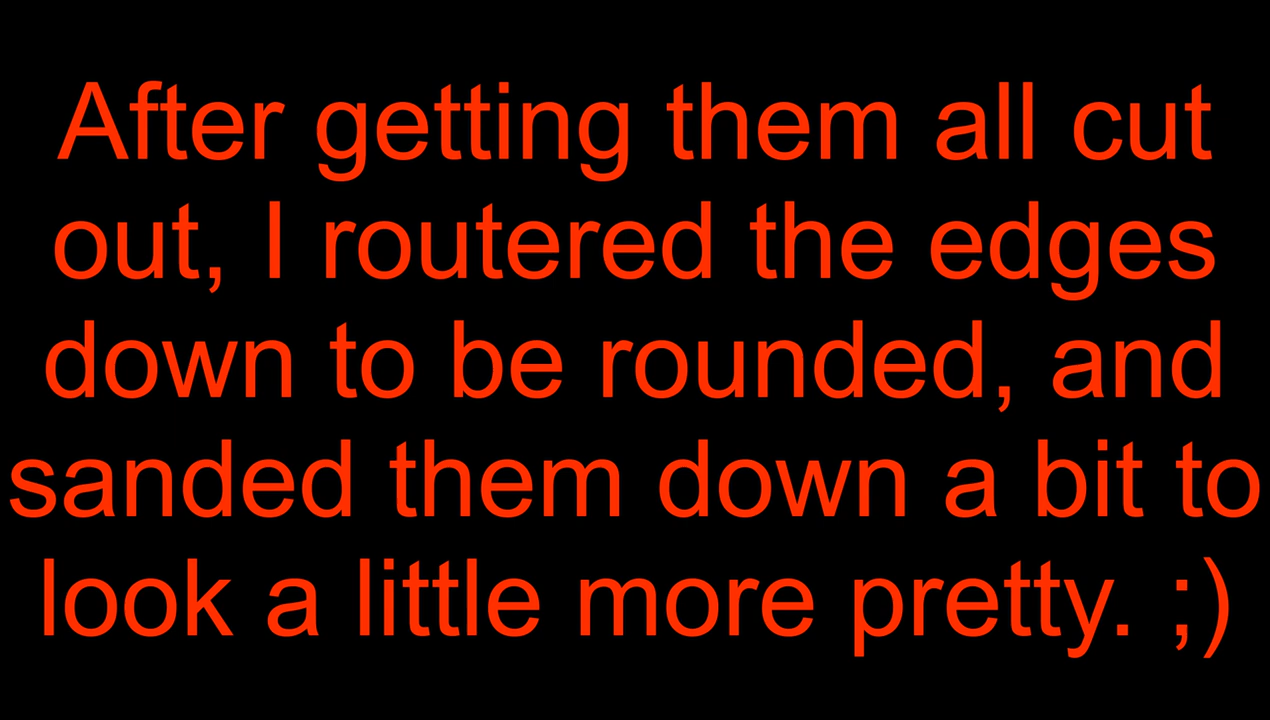 After getting them all cut
out, I routered the edges
down to be rounded, and
sanded them down a bit to
look a little more pretty. ;)